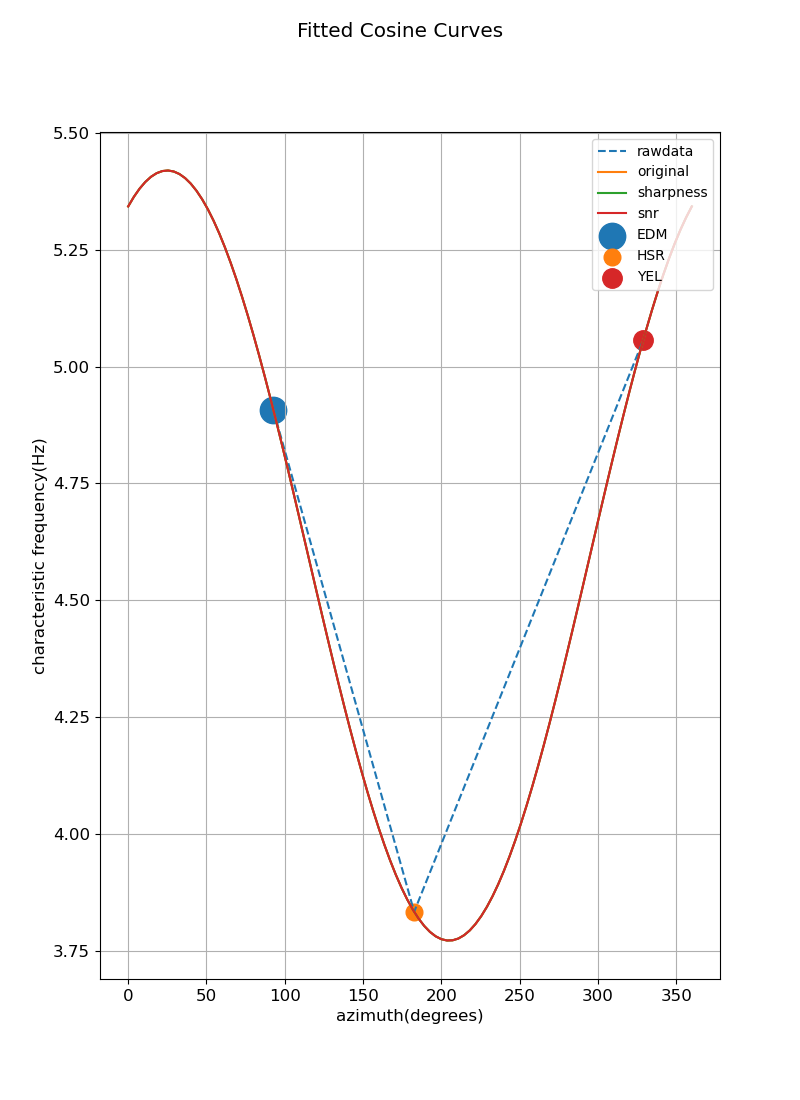 Fitted Cosine Curves
5.50
5.25
5.00
4.75
4.50
4.25
4.00
3.75
characteristic frequency(Hz)
rawdata
original
sharpness
snr
EDM
HSR
YEL
0 50 100 150 200 250 300 350
azimuth(degrees)